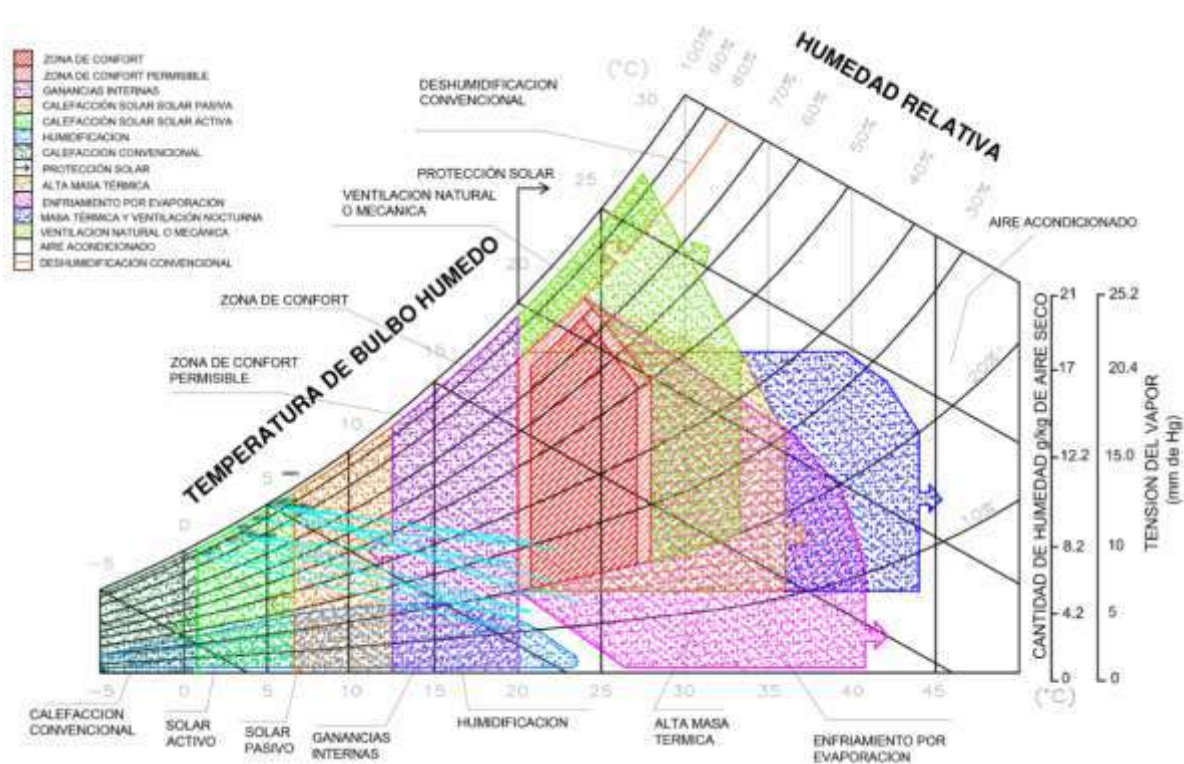 ZONA DE CONFORT
ZONA DE CONFORT PERMISIBLE
GANANCIAS INTERNAS
CALEFACCIÓN SOLAR SOLAR PASIVA
CALEFACCIÓN SOLAR SOLAR ACTIVA
HUMIDIFICACION
CALEFACCION CONVENCIONAL
PROTECCIÓN SOLAR
ALTA MASA TÉRMICA
ENFRIAMIENTO POR EVAPORACIÓN
MASA TÉRMICA Y VENTILACIÓN NOCTURNA
VENTILACION NATURAL O MECÁNICA
AIRE ACONDICIONADO
DESHUMIDIFICACION CONVENCIONAL
DESHUMIDIFICACION
CONVENCIONAL
PROTECCIÓN SOLAR
VENTILACION NATURAL
O MECANICA
ZONA DE CONFORT
ZONA DE CONFORT
PERMISIBLE
TEMPERATURA DE BULBO HUMEDO
-5
0
5
10
15
20
25
30
(°C)
100%
90%
80%
70%
60%
50%
40%
30%
20%
10%
HUMEDAD RELATIVA
AIRE ACONDICIONADO
CANTIDAD DE HUMEDAD g/kg DE AIRE SECO
21
17
12.2
8.2
4.2
0
TENSION DEL VAPOR
(mm de Hg)
25.2
20.4
15.0
10
5
0
-5
0
5
10
15
20
25
30
35
40
45
(°C)
CALEFACCION
CONVENCIONAL
SOLAR
ACTIVO
SOLAR
PASIVO
GANANCIAS
INTERNAS
HUMIDIFICACION
ALTA MASA
TERMICA
ENFRIAMIENTO POR
EVAPORACION